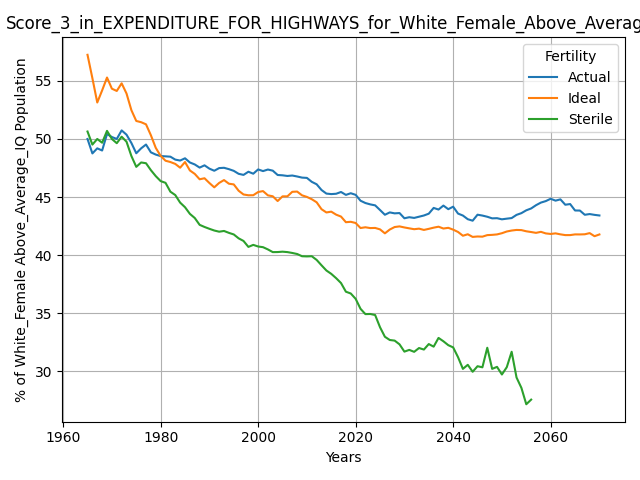 Score_3_in_EXPENDITURE_FOR_HIGHWAYS_for_White_Female_Above_Averag
Fertility
Actual
Ideal
Sterile
% of White_Female Above_Average_IQ Population
55
50
45
40
35
30
1960
1980
2000
2020
2040
2060
Years